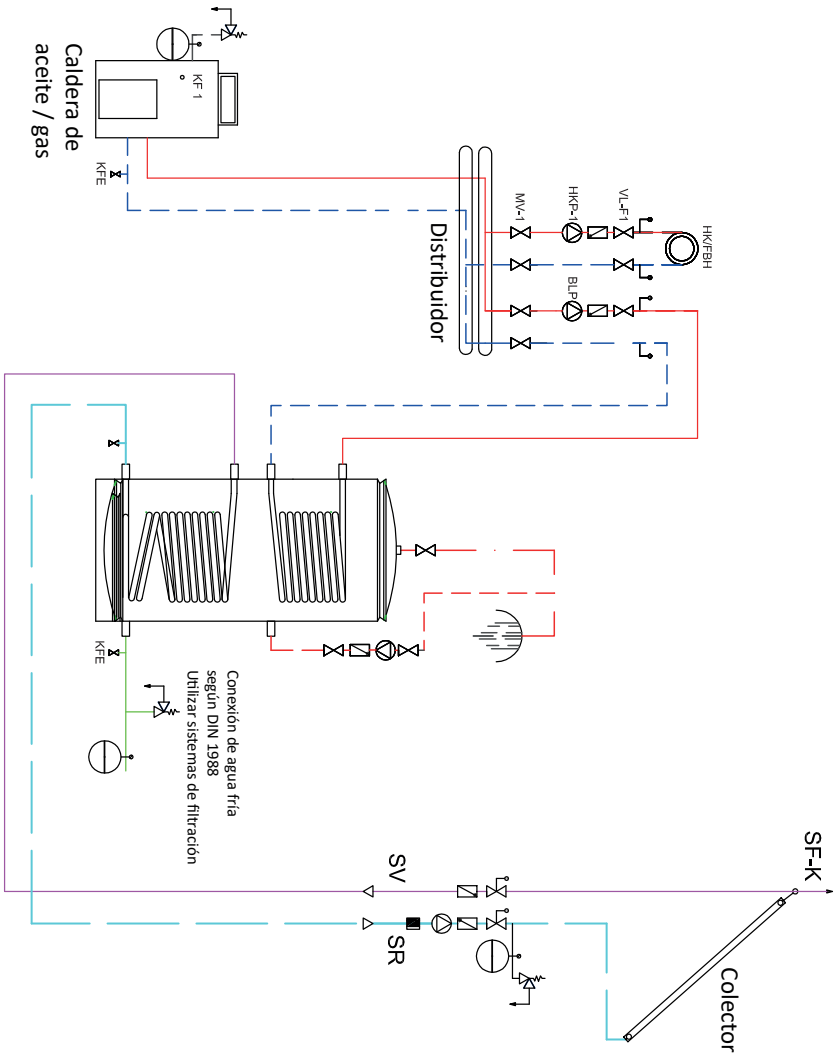 SF-K
Colector
HK/FBH
VL-F1
HKP-1
BLP
MV-1
Distribuidor
KF 1
KFE
Caldera de
aceite / gas
SV
SR
Conexión de agua fría
según DIN 1988
Utilizar sistemas de filtración
KFE